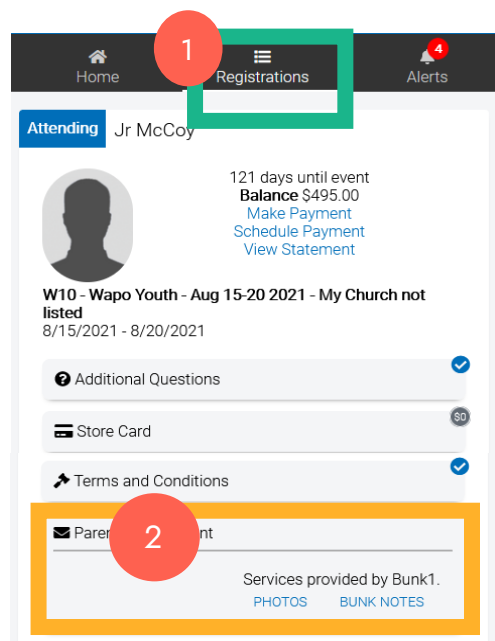 1
4
Home Registrations Alerts
Attending Jr McCoy
121 days until event
Balance $495.00
Make Payment
Schedule Payment
View Statement
W10 - Wapo Youth - Aug 15-20 2021 - My Church not
listed
8/15/2021 - 8/20/2021
Additional Questions
$0
Store Card
Terms and Conditions
2
Services provided by Bunk1.
PHOTOS BUNK NOTES